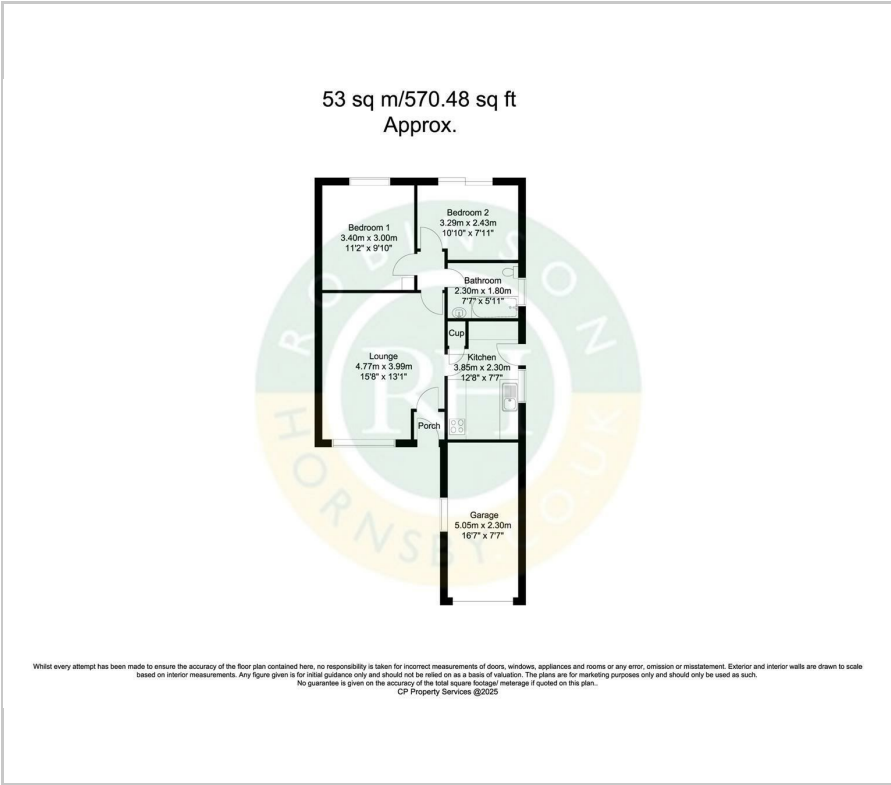 53 sq m/570.48 sq ft
Approx.
Bedroom 1
3.40m x 3.00m
11'2" x 9'10"
Bedroom 2
3.29m x 2.43m
10'10" x 7'11"
Bathroom
2.30m x 1.80m
7'7" x 5'11"
Cup
Lounge
4.77m x 3.99m
15'8" x 13'1"
Kitchen
3.85m x 2.30m
12'8" x 7'7"
Porch
Garage
5.05m x 2.30m
16'7" x 7'7"
ROBINSON
RH
HORNSBY.CO.UK
Whilst every attempt has been made to ensure the accuracy of the floor plan contained here, no responsibility is taken for incorrect measurements of doors, windows, appliances and rooms or any error, omission or misstatement. Exterior and interior walls are drawn to scale
based on interior measurements. Any figure given is for initial guidance only and should not be relied on as a basis of valuation. The plans are for marketing purposes only and should only be used as such.
No guarantee is given on the accuracy of the total square footage/ meterage if quoted on this plan..
CP Property Services @2025